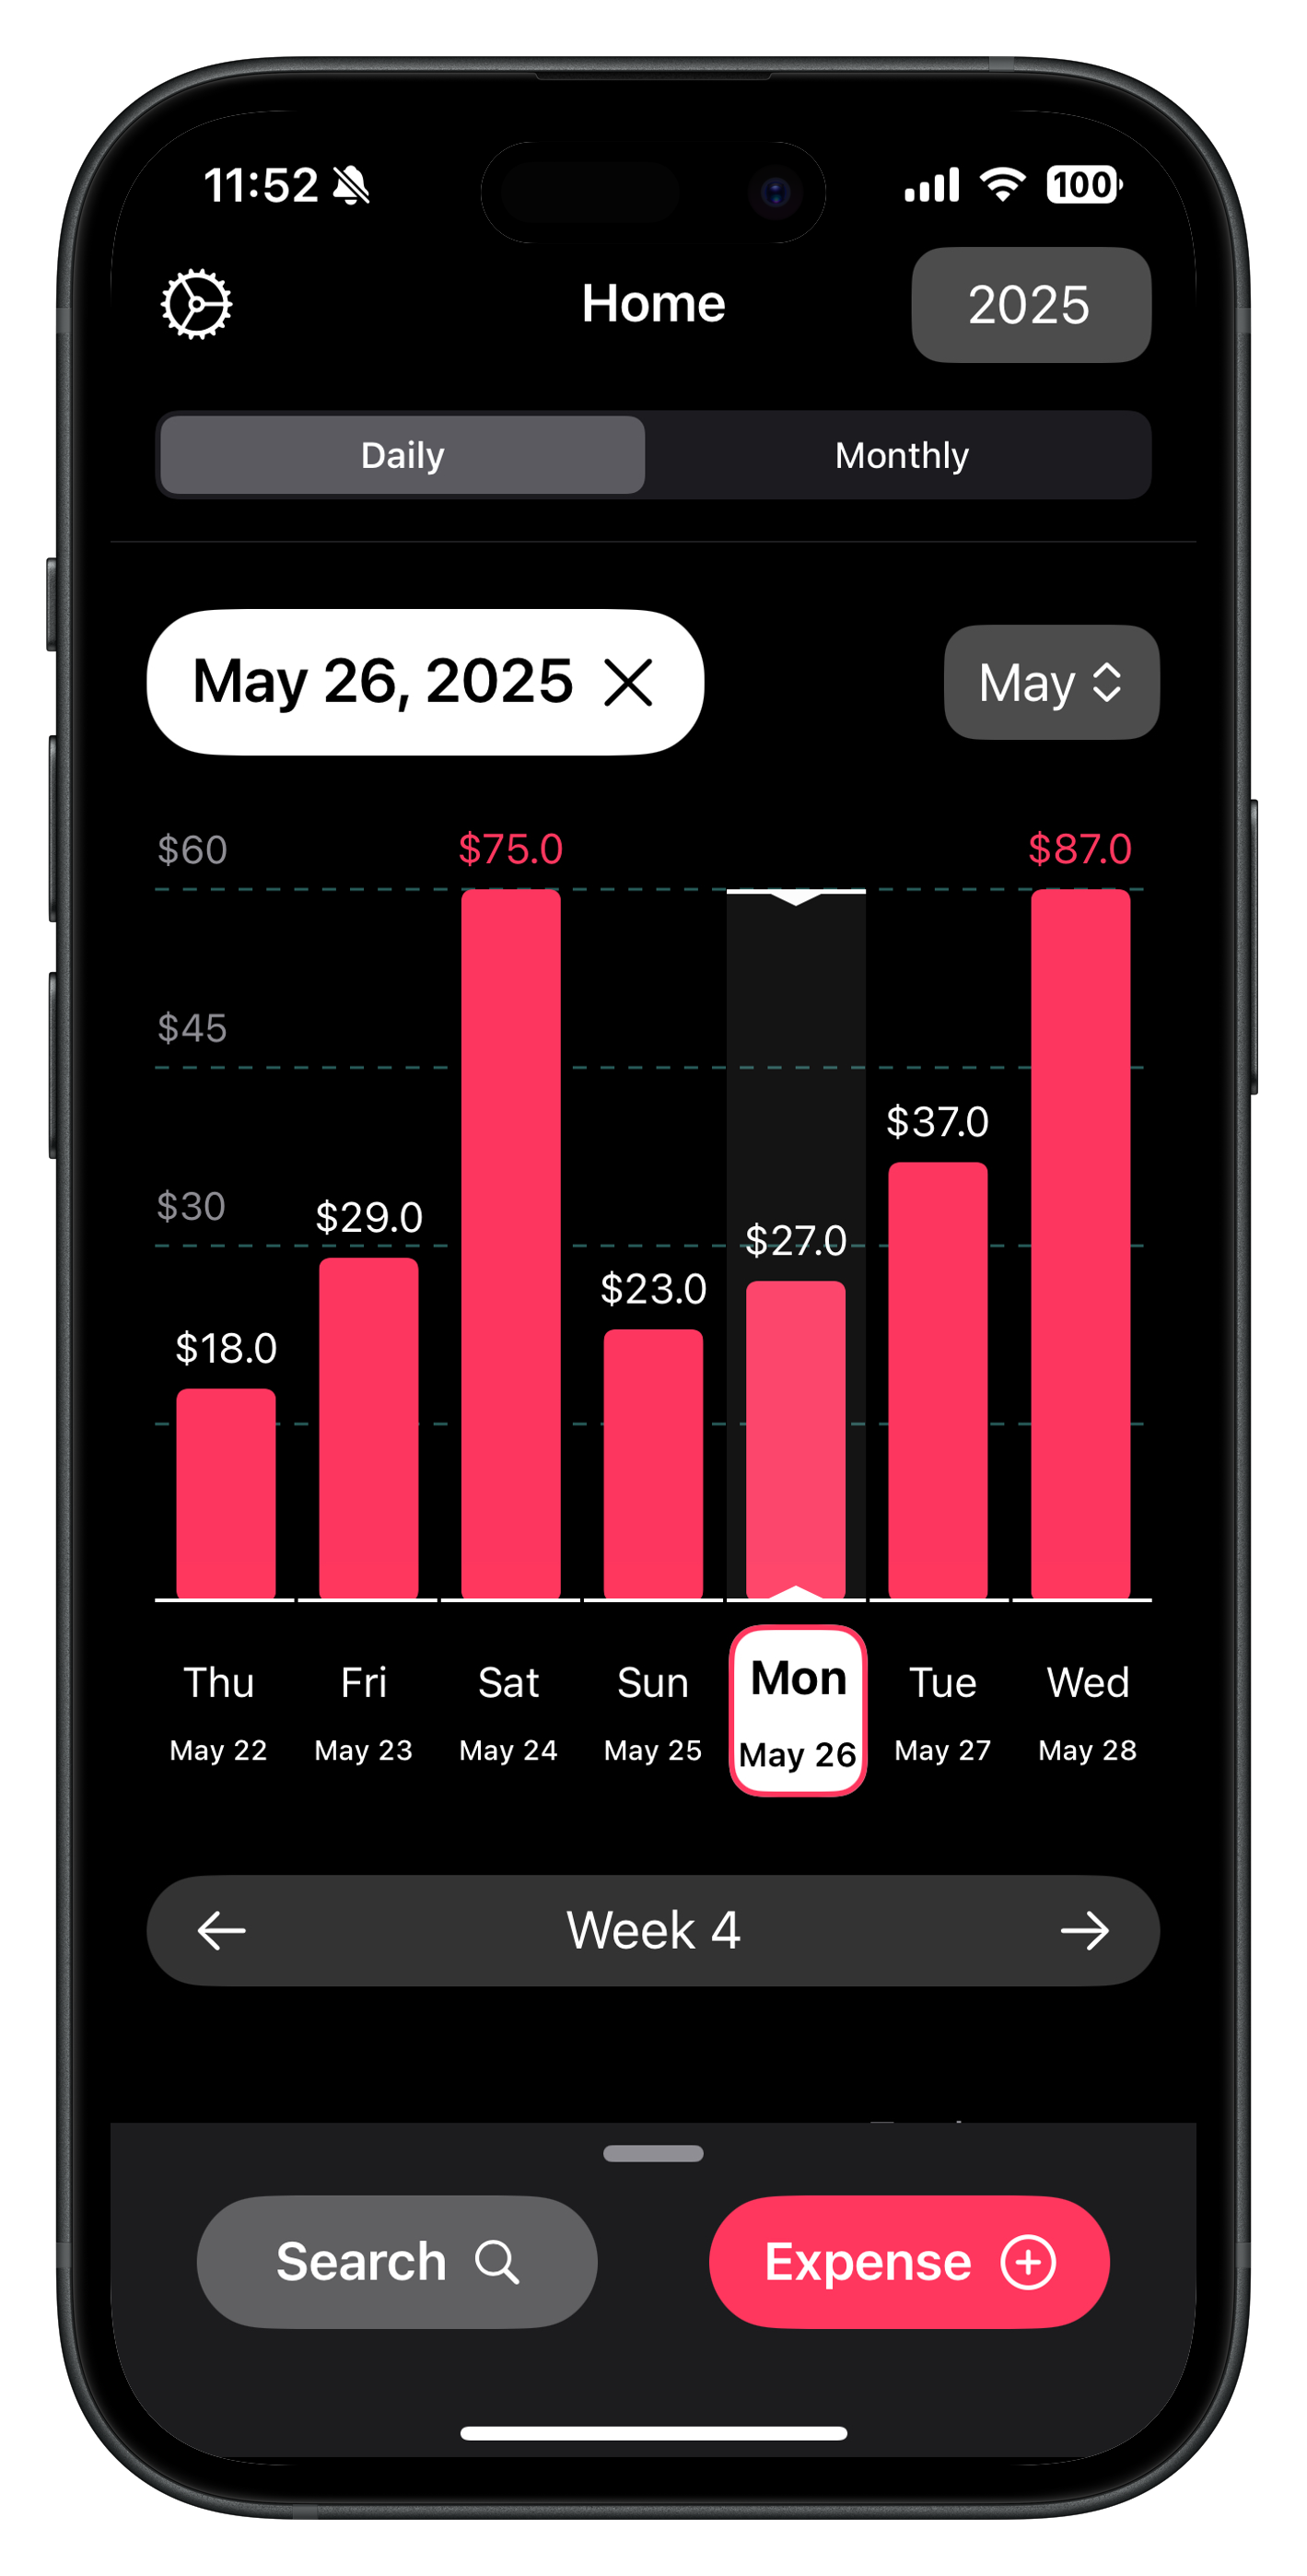 11:52 100
Home 2025
Daily Monthly
May 26, 2025 May
$60 $75.0 $87.0
$45
$37.0
$30 $29.0 $27.0
$23.0
$18.0
Thu Fri Sat Sun Mon Tue Wed
May 22 May 23 May 24 May 25 May 26 May 27 May 28
Week 4
Search Expense